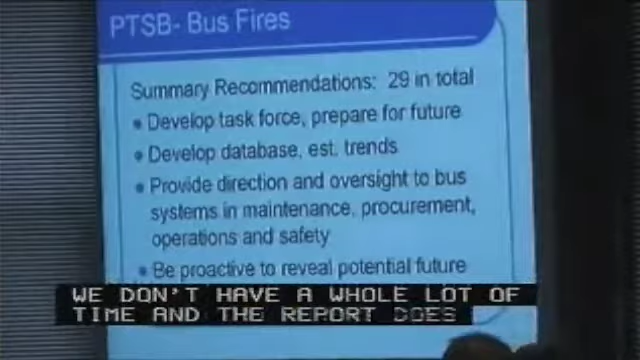 PTSB- Bus Fires
Summary Recommendations: 29 in total
• Develop task force, prepare for future
• Develop database, est. trends
• Provide direction and oversight to bus
systems in maintenance, procurement,
operations and safety
• Be proactive to reveal potential future
WE DON'T HAVE A WHOLE LOT OF
TIME AND THE REPORT DOES